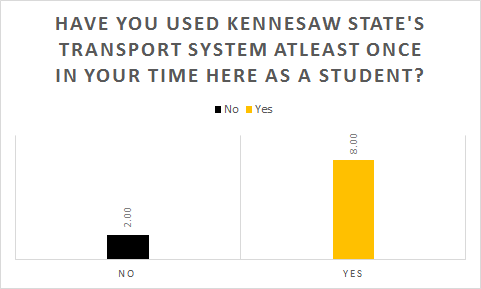 HAVE YOU USED KENNESAW STATE'S
TRANSPORT SYSTEM ATLEAST ONCE
IN YOUR TIME HERE AS A STUDENT?
No Yes
2.00
8.00
NO
YES